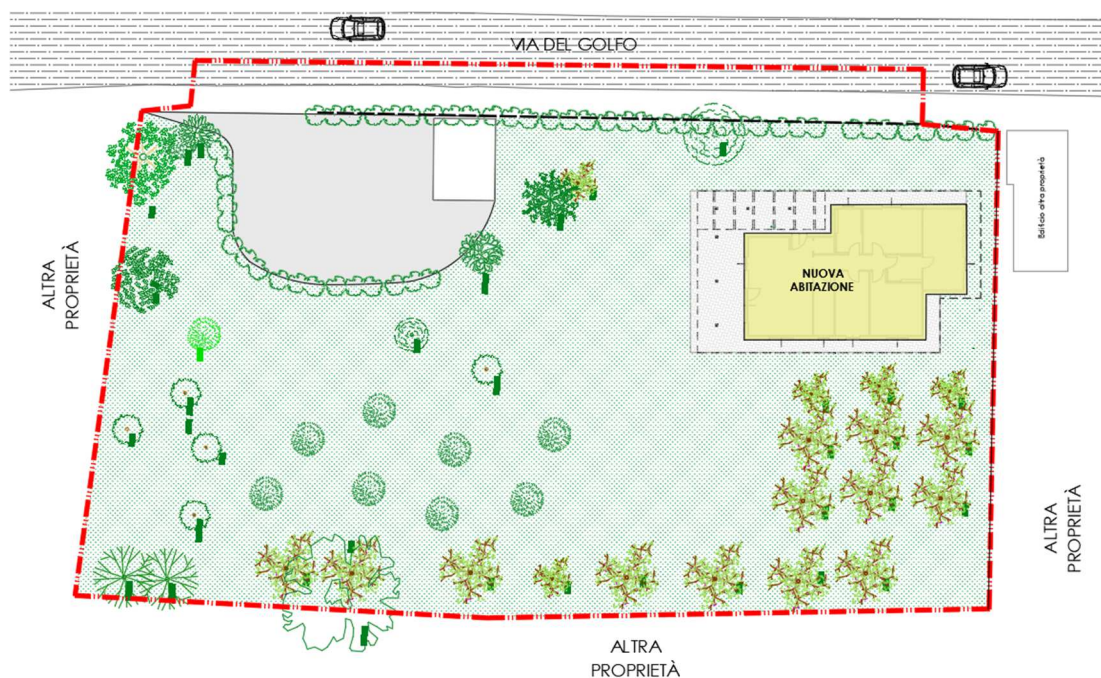 VIA DEL GOLFO
Edificio altra proprietà
ALTRA
PROPRIETÀ
NUOVA
ABITAZIONE
ALTRA
PROPRIETÀ
ALTRA
PROPRIETÀ